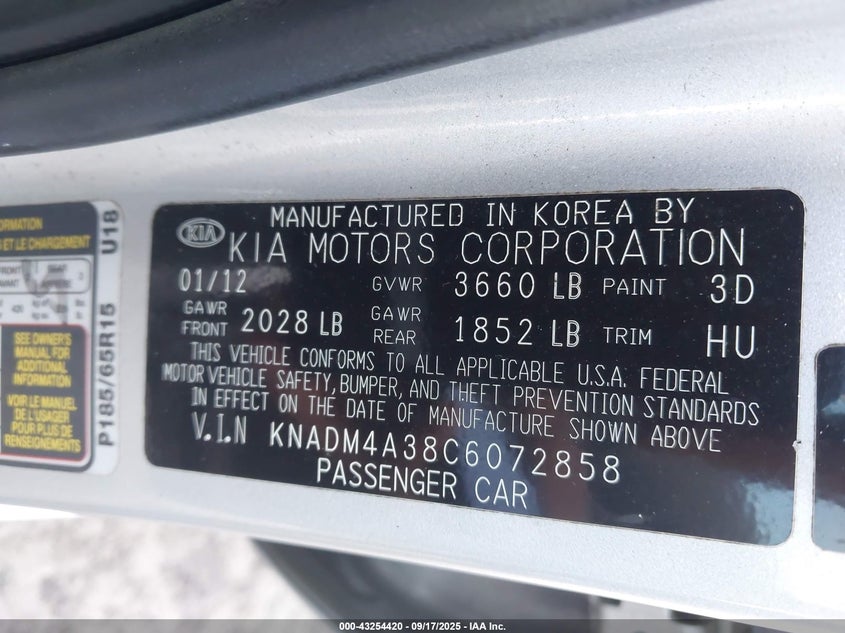 MANUFACTURED IN KOREA BY
KIA
KIA MOTORS CORPORATION
01/12 GVWR 3660 LB PAINT 3D
GAWR FRONT 2028 LB GAWR REAR 1852 LB TRIM HU
THIS VEHICLE CONFORMS TO ALL APPLICABLE U.S.A. FEDERAL
MOTOR VEHICLE SAFETY, BUMPER, AND THEFT PREVENTION STANDARDS
IN EFFECT ON THE DATE OF MANUFACTURE SHOWN ABOVE
V.I.N KNADM4A38C6072858
PASSENGER CAR
ET LE CHARGEMENT
SEE OWNER'S
MANUAL FOR
ADDITIONAL
INFORMATION
VOIR LE MANUEL
DE L'USAGER
POUR PLUS DE
RENSEIGNEMENTS
P185/65R15 U18
000-43254420 - 09/17/2025 - IAA Inc.